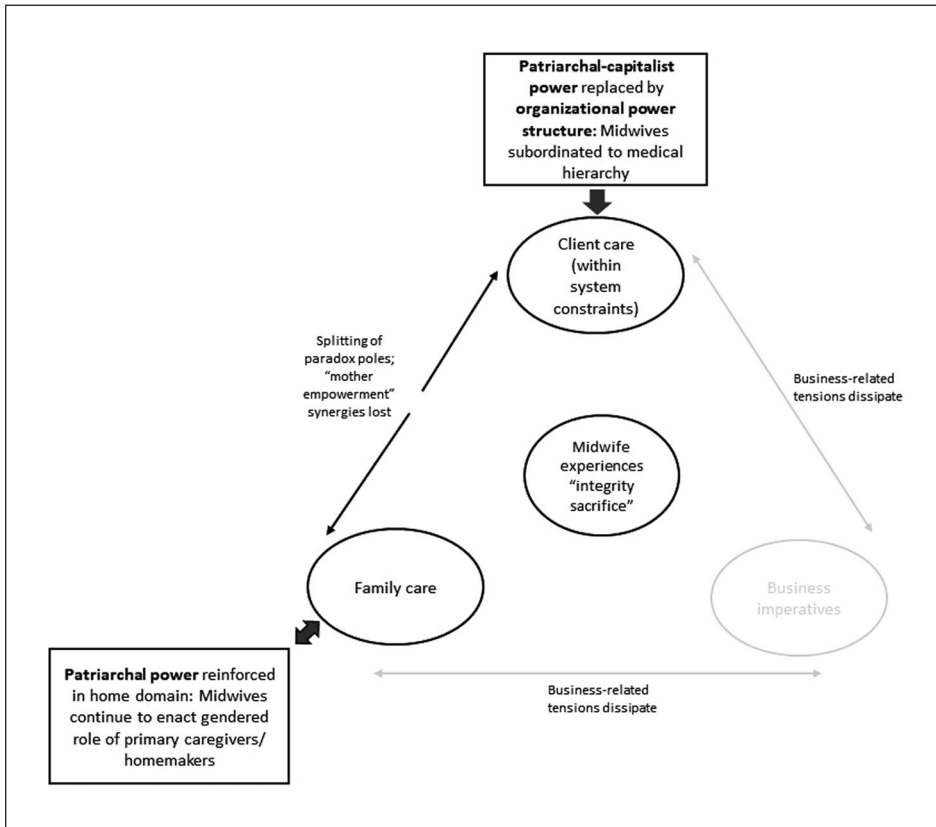 Patriarchal-capitalist
power replaced by
organizational power
structure: Midwives
subordinated to medical
hierarchy
Client care
(within
system
constraints)
Splitting of
paradox poles;
“mother
empowerment”
synergies lost
Business-related
tensions dissipate
Midwife
experiences
“integrity
sacrifice”
Family care
Business
imperatives
Patriarchal power reinforced
in home domain: Midwives
continue to enact gendered
role of primary caregivers/
homemakers
Business-related
tensions dissipate